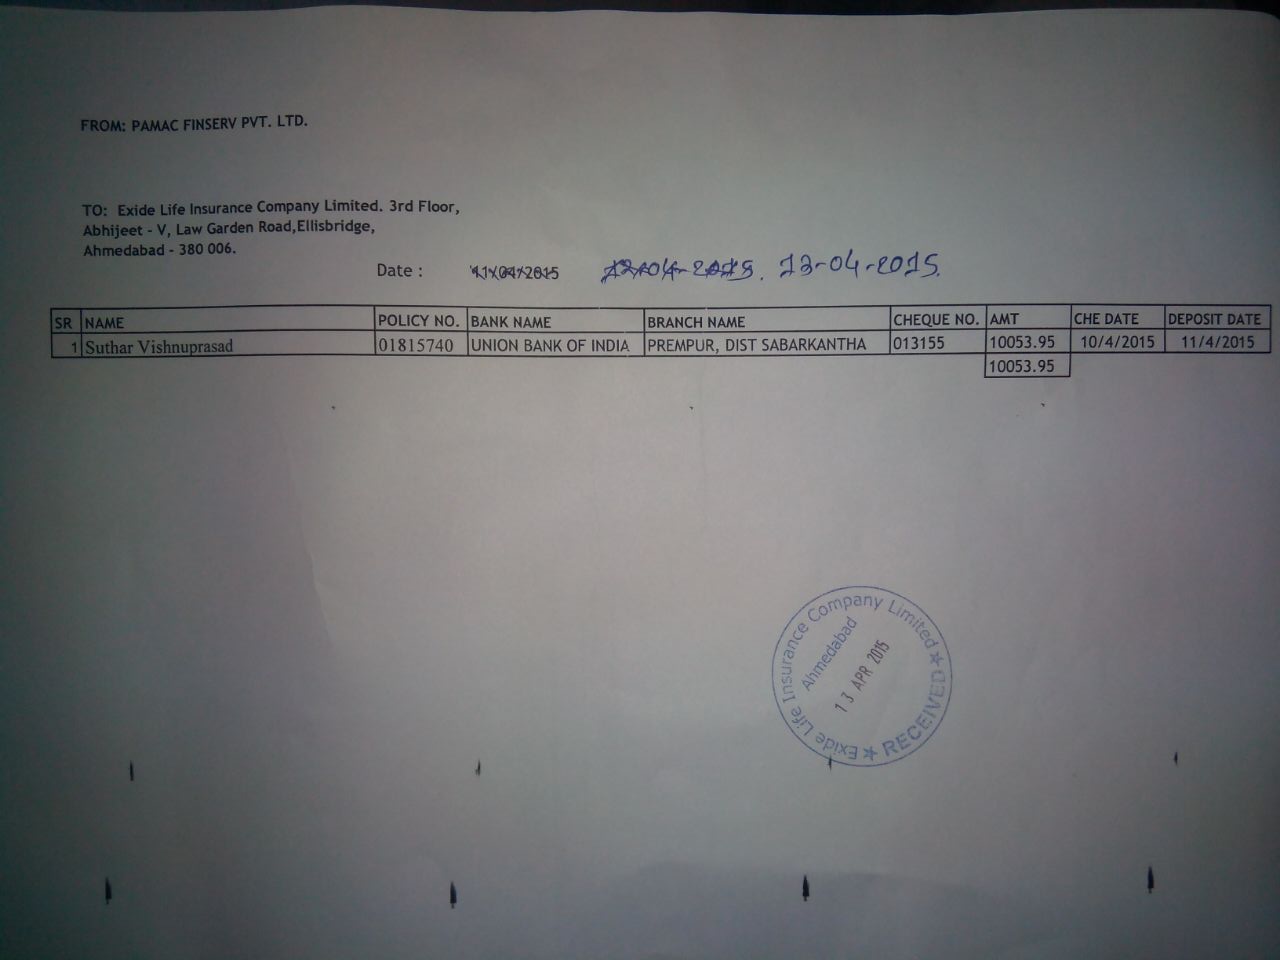 FROM: PAMAC FINSERV PVT. LTD.
TO: Exide Life Insurance Company Limited. 3rd Floor,
Abhijeet - V, Law Garden Road,Ellisbridge,
Ahmedabad - 380 006.
Date : 11/04/2015 12-04-2015. 13-04-2015.
SR NAME POLICY NO. BANK NAME BRANCH NAME CHEQUE NO. AMT CHE DATE DEPOSIT DATE
1 Suthar Vishnuprasad 01815740 UNION BANK OF INDIA PREMPUR, DIST SABARKANTHA 013155 10053.95 10/4/2015 11/4/2015
10053.95
Exide Life Insurance Company Limited ★ RECEIVED ★
Ahmedabad
13 APR 2015